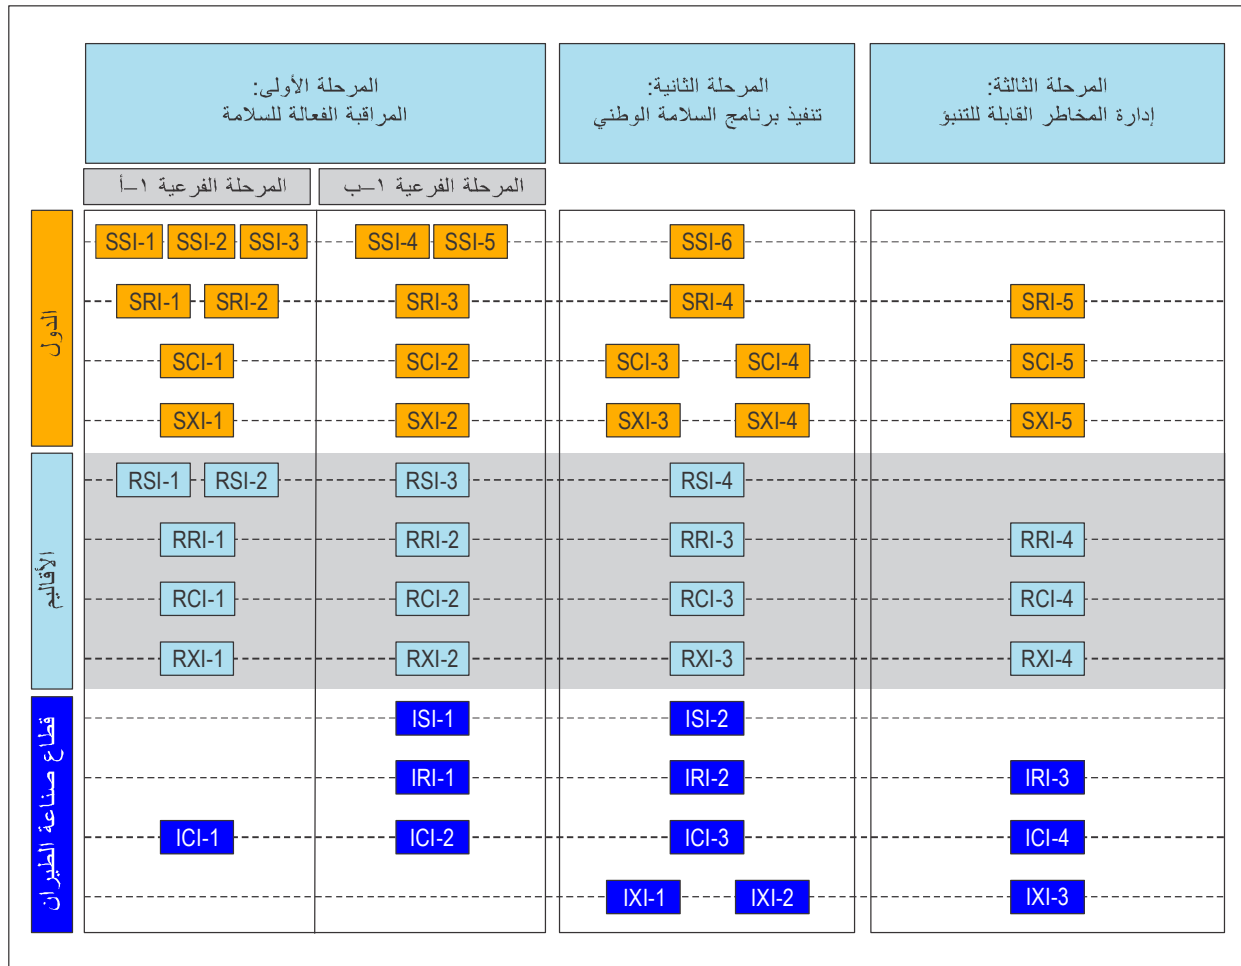 المرحلة الأولى:
المراقبة الفعالة للسلامة
المرحلة الثانية:
تنفيذ برنامج السلامة الوطني
المرحلة الثالثة:
إدارة المخاطر القابلة للتنبؤ
المرحلة الفرعية ١–أ
المرحلة الفرعية ١–ب
الدول
SSI-1 SSI-2 SSI-3 SSI-4 SSI-5 SSI-6
SRI-1 SRI-2 SRI-3 SRI-4 SRI-5
SCI-1 SCI-2 SCI-3 SCI-4 SCI-5
SXI-1 SXI-2 SXI-3 SXI-4 SXI-5
الأقاليم
RSI-1 RSI-2 RSI-3 RSI-4
RRI-1 RRI-2 RRI-3 RRI-4
RCI-1 RCI-2 RCI-3 RCI-4
RXI-1 RXI-2 RXI-3 RXI-4
قطاع صناعة الطيران
ISI-1 ISI-2
IRI-1 IRI-2 IRI-3
ICI-1 ICI-2 ICI-3 ICI-4
IXI-1 IXI-2 IXI-3